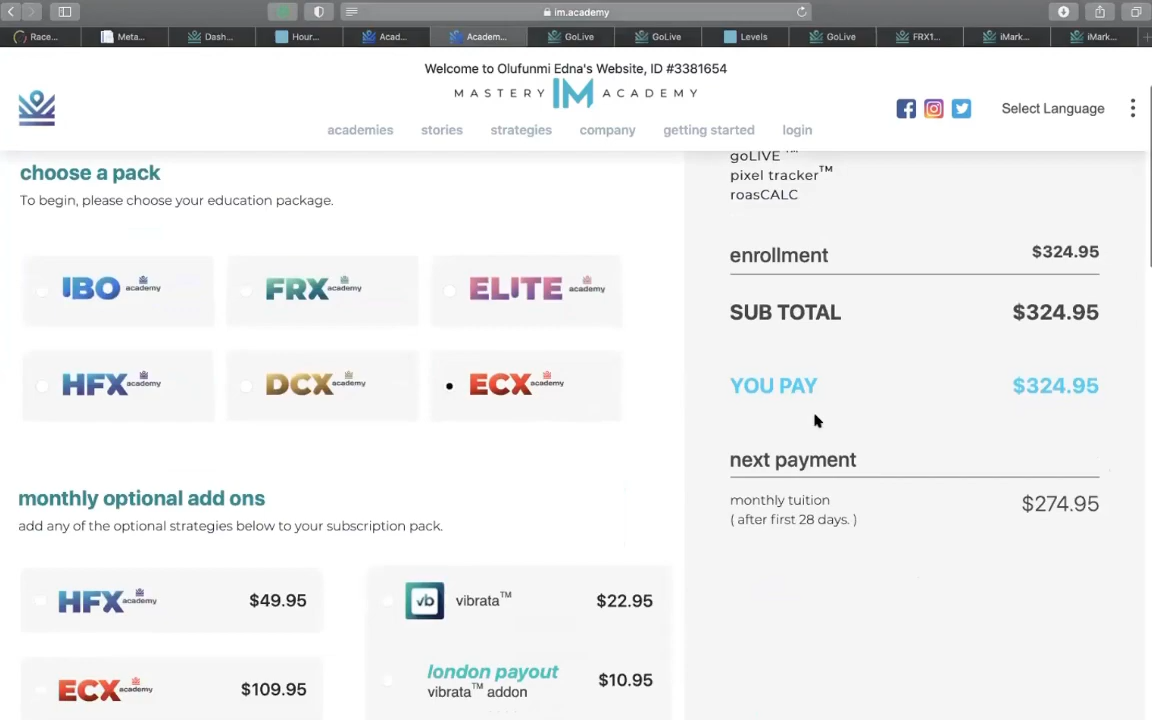 im.academy
Race...
Meta...
Dash...
Hour...
Acad...
Academ...
GoLive
GoLive
Levels
GoLive
FRX1...
iMark...
iMark...
Welcome to Olufunmi Edna's Website, ID #3381654
MASTERY IM ACADEMY
academies
stories
strategies
company
getting started
login
Select Language
choose a pack
To begin, please choose your education package.
IBO academy
FRX academy
ELITE academy
HFX academy
DCX academy
ECX academy
monthly optional add ons
add any of the optional strategies below to your subscription pack.
HFX academy $49.95
ECX academy $109.95
vb vibrata™ $22.95
london payout
vibrata™ addon $10.95
goLIVE™
pixel tracker™
roasCALC
enrollment $324.95
SUB TOTAL $324.95
YOU PAY $324.95
next payment
monthly tuition
( after first 28 days. ) $274.95